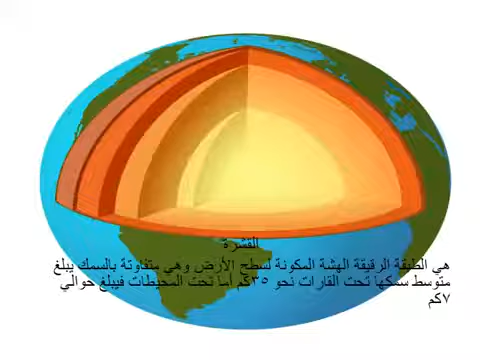 القشرة
هي الطبقة الرقيقة الهشة المكونة لسطح الأرض وهي متفاوتة بالسمك يبلغ
متوسط سمكها تحت القارات نحو ٣٥كم أما تحت المحيطات فيبلغ حوالي
٧كم